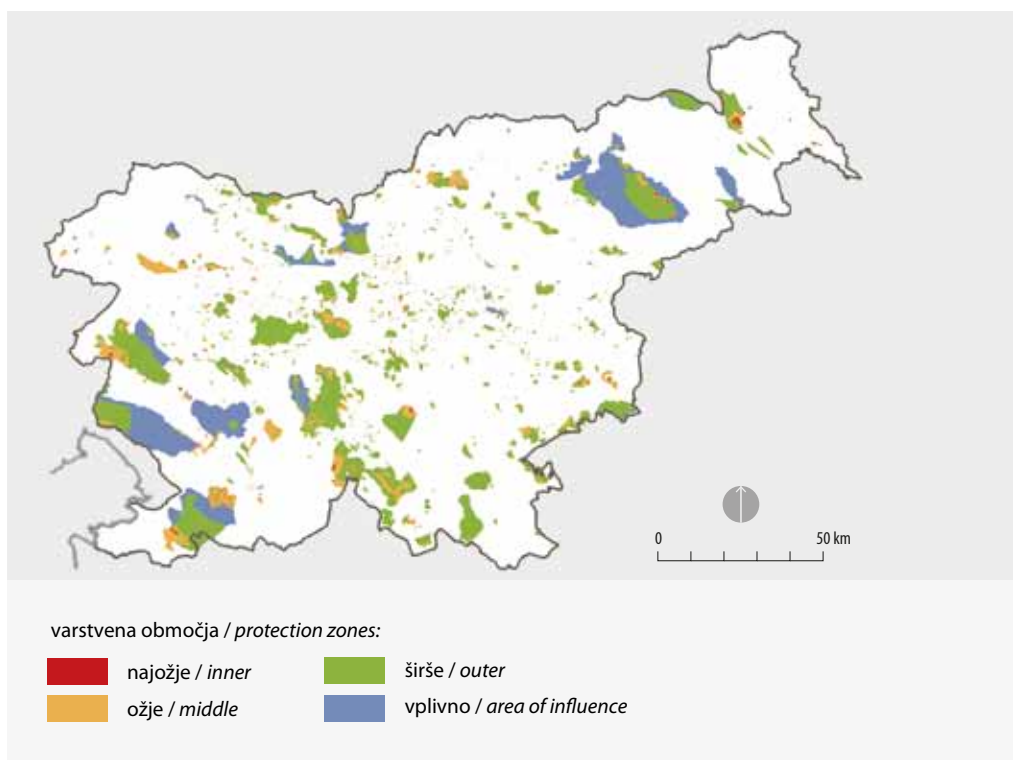 0 50 km
varstvena območja / protection zones:
najožje / inner
ožje / middle
širše / outer
vplivno / area of influence